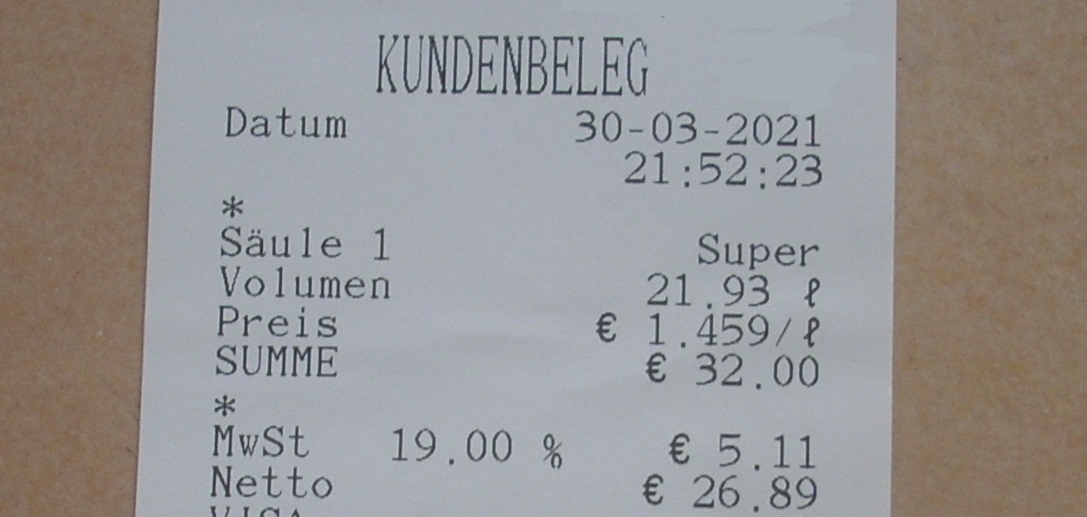 KUNDENBELEG
Datum 30-03-2021
21:52:23
*
Säule 1 Super
Volumen 21.93 ℓ
Preis € 1.459/ℓ
SUMME € 32.00
*
MwSt 19.00 % € 5.11
Netto € 26.89
VISA